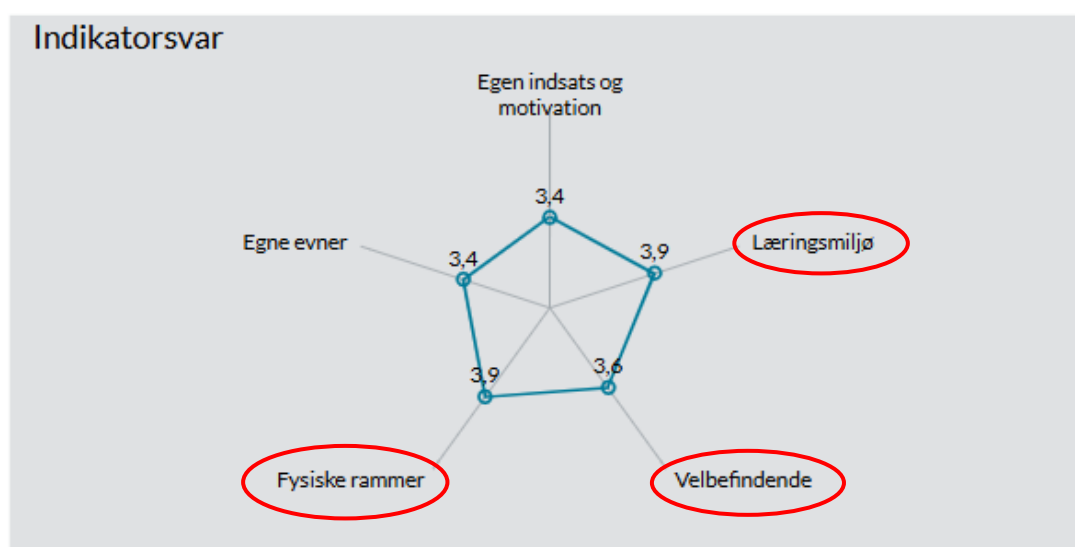 Indikatorsvar
Egen indsats og
motivation
3,4
Læringsmiljø
3,9
Egne evner
3,4
3,6
3,9
Fysiske rammer
Velbefindende